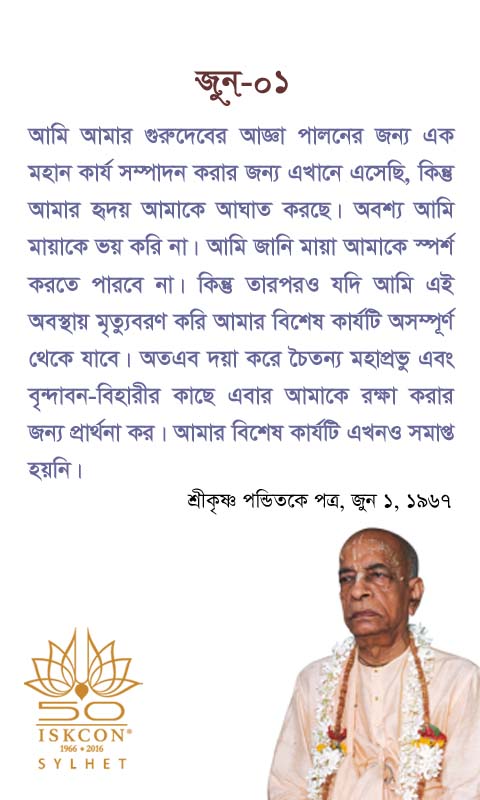 জুন-০১
আমি আমার গুরুদেবের আজ্ঞা পালনের জন্য এক
মহান কার্য সম্পাদন করার জন্য এখানে এসেছি, কিন্তু
আমার হৃদয় আমাকে আঘাত করছে। অবশ্য আমি
মায়াকে ভয় করি না। আমি জানি মায়া আমাকে স্পর্শ
করতে পারবে না। কিন্তু তারপরও যদি আমি এই
অবস্থায় মৃত্যুবরণ করি আমার বিশেষ কার্যটি অসম্পূর্ণ
থেকে যাবে। অতএব দয়া করে চৈতন্য মহাপ্রভু এবং
বৃন্দাবন-বিহারীর কাছে এবার আমাকে রক্ষা করার
জন্য প্রার্থনা কর। আমার বিশেষ কার্যটি এখনও সমাপ্ত
হয়নি।
শ্রীকৃষ্ণ পন্ডিতকে পত্র, জুন ১, ১৯৬৭
50
ISKCON®
1966 • 2016
SYLHET